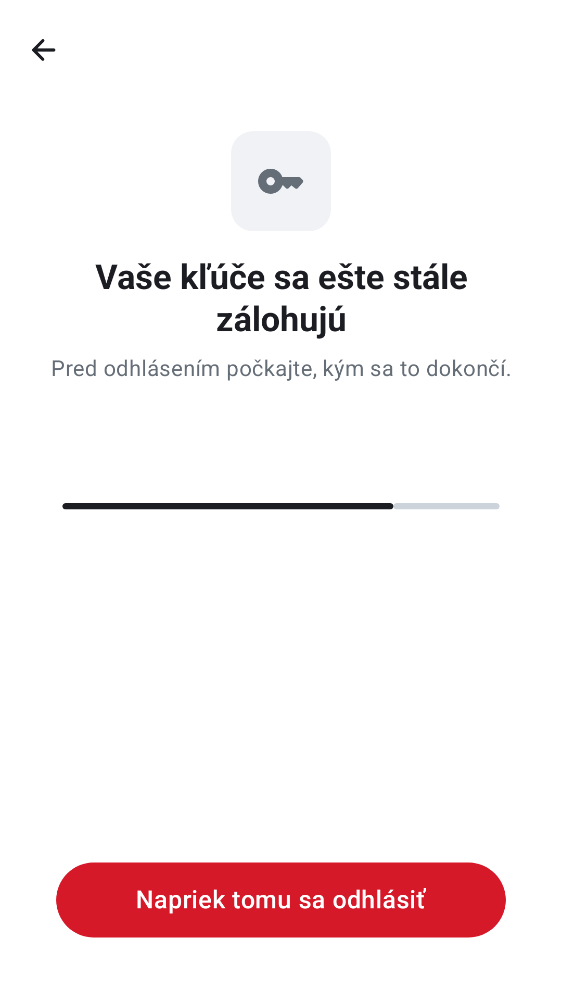 Vaše kľúče sa ešte stále
zálohujú
Pred odhlásením počkajte, kým sa to dokončí.
Napriek tomu sa odhlásiť